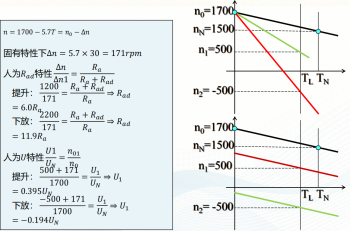 n = 1700 − 5.7T = n₀ − Δn
固有特性下Δn = 5.7 × 30 = 171rpm
人为R_ad特性 Δn/Δn1 = R_a/(R_a + R_ad)
提升：(1200/171) = (R_a + R_ad)/R_a ⇒ R_ad
= 6.0R_a
下放：(2200/171) = (R_a + R_ad)/R_a ⇒ R_ad
= 11.9R_a
人为U特性 U1/U_N = n₀₁/n₀
提升：(500 + 171)/1700 = U₁/U_N ⇒ U₁
= 0.395U_N
下放：(−500 + 171)/1700 = U₁/U_N ⇒ U₁
= −0.194U_N
n₀=1700
n_N=1500
n₁=500
T_L T_N
n₂= -500
n₀=1700
n_N=1500
n₁=500
T_L T_N
n₂= -500